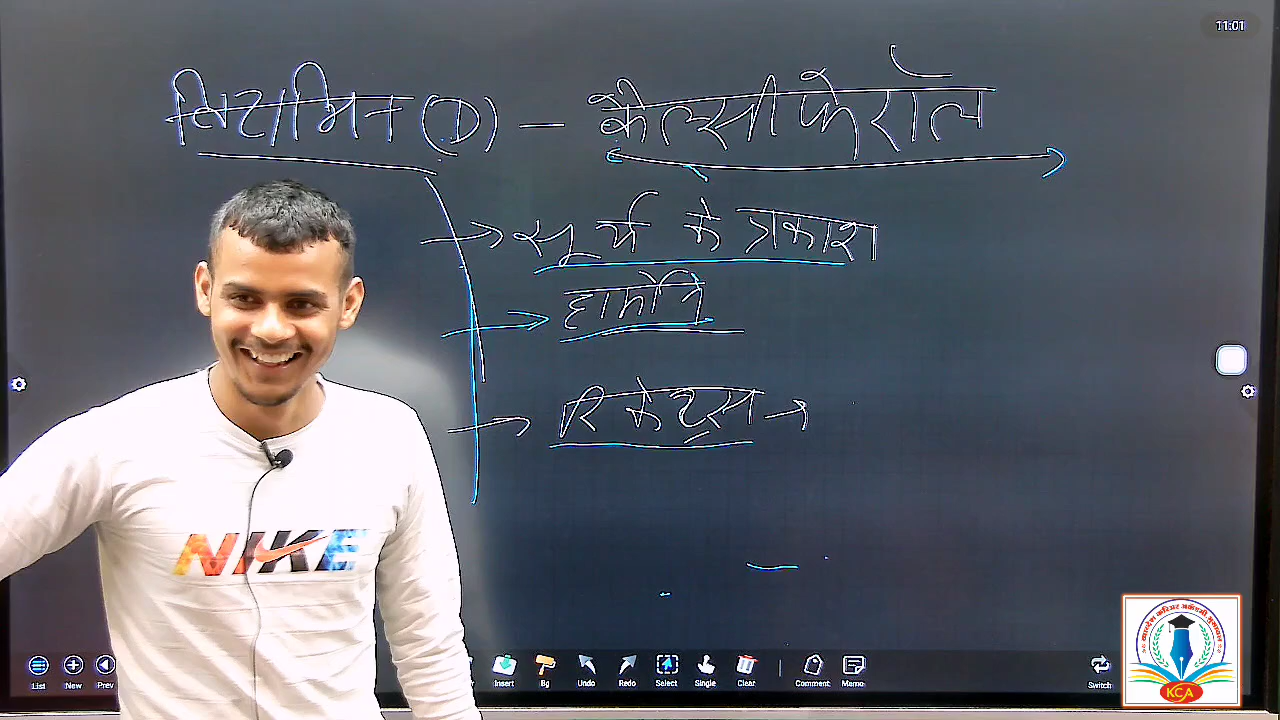 11:01
विटामिन (D) – कैल्सीफेरॉल
→ सूर्य के प्रकाश
→ हार्मोन
→ रिकेट्स →
NIKE
List New Prev Insert Bg Undo Redo Select Single Clear Comment Memo Switch
KCA